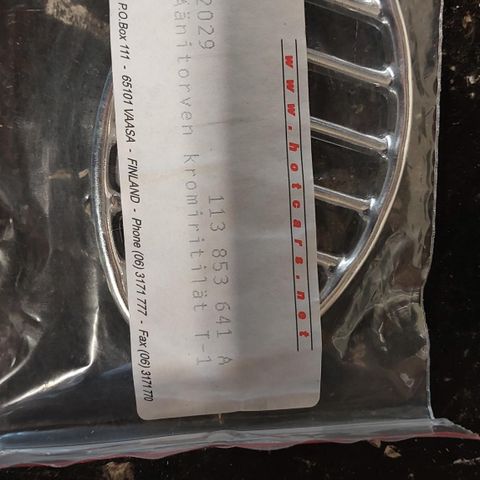 www.hotcars.net
2029 113 853 641 A
Äänitorven kromiritilät T-1
P.O.Box 111 - 65101 VAASA - FINLAND - Phone (06) 3171 777 - Fax (06) 3171 770